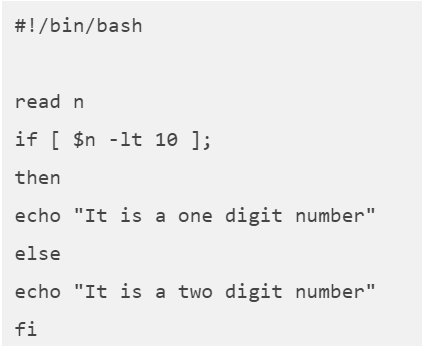 #!/bin/bash
read n
if [ $n -lt 10 ];
then
echo "It is a one digit number"
else
echo "It is a two digit number"
fi